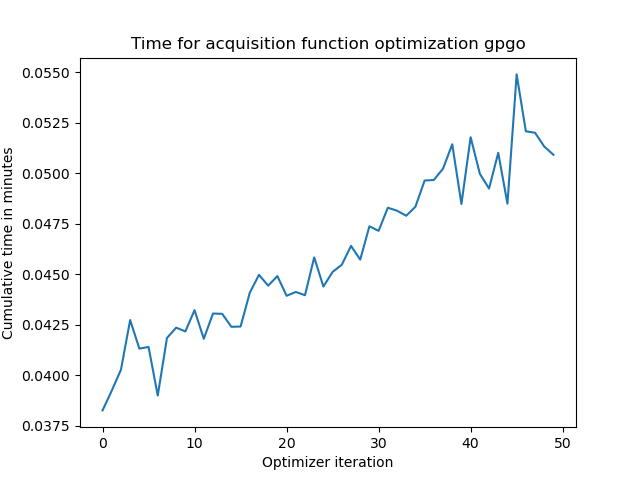 Time for acquisition function optimization gpgo
Cumulative time in minutes
0.0550
0.0525
0.0500
0.0475
0.0450
0.0425
0.0400
0.0375
0 10 20 30 40 50
Optimizer iteration